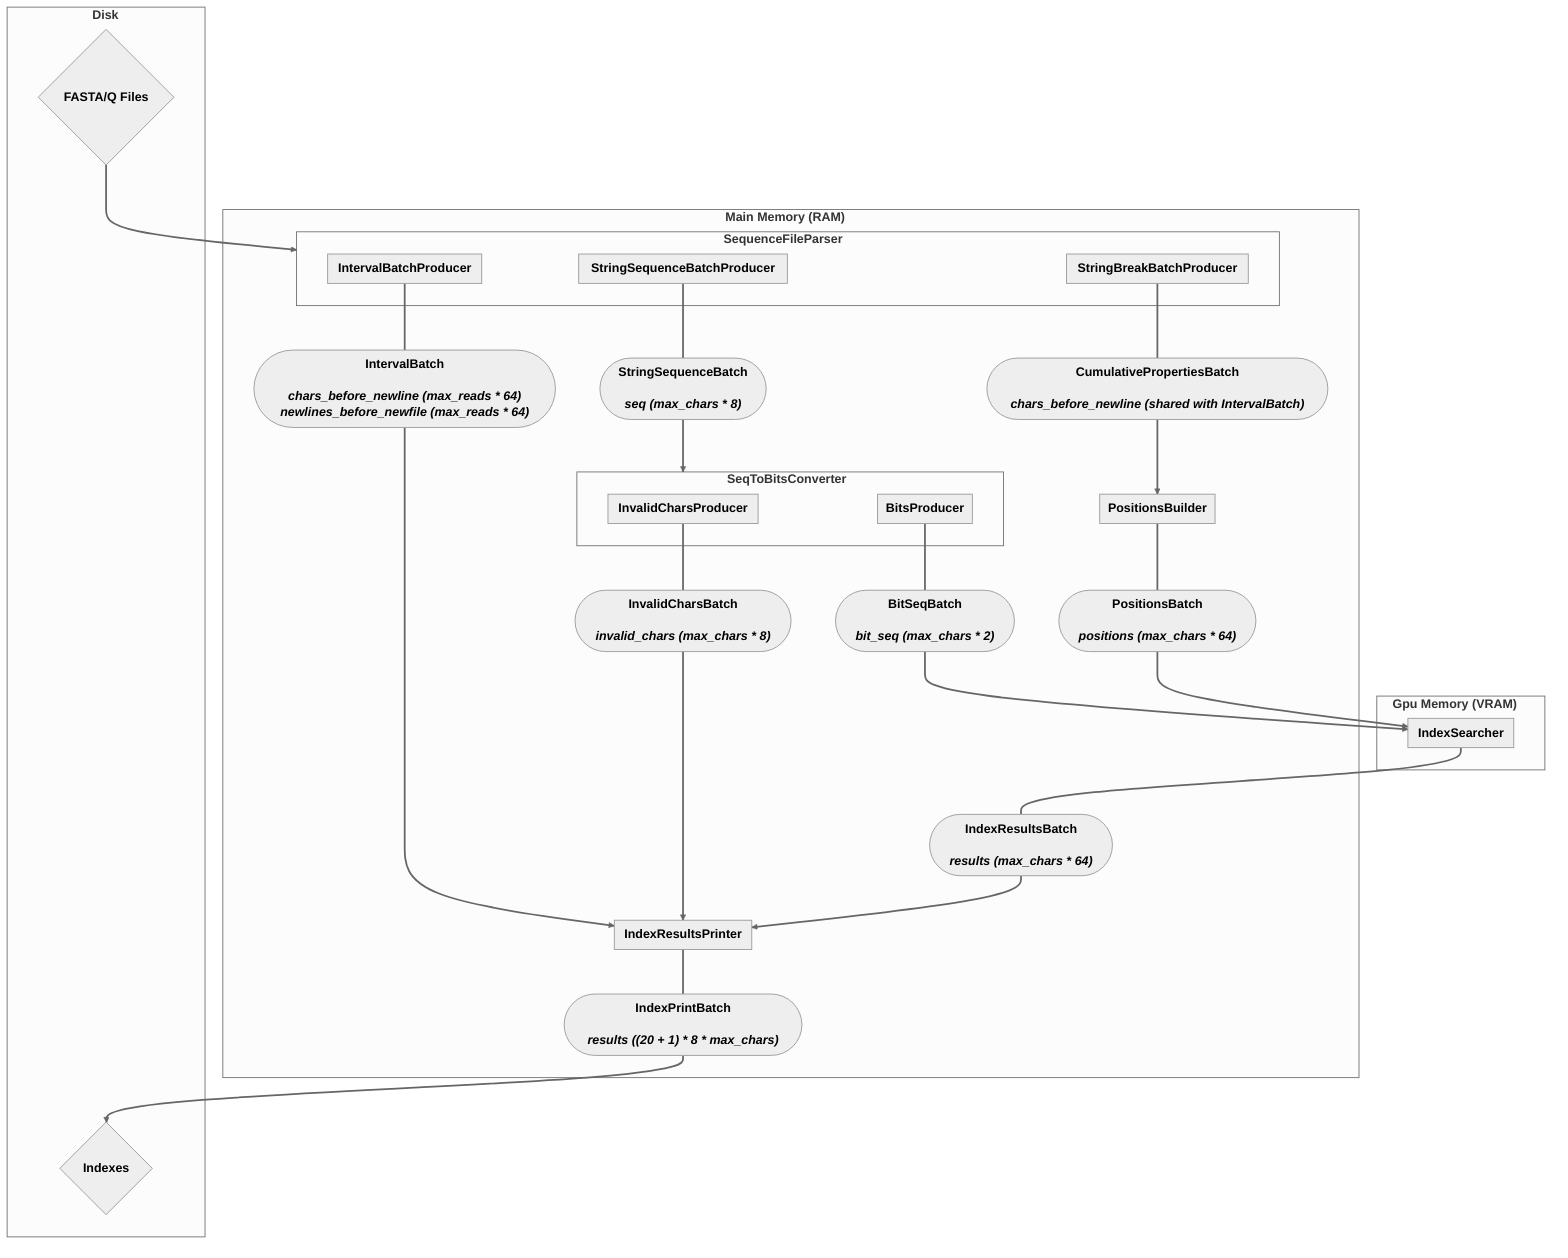 Disk
FASTA/Q Files
Main Memory (RAM)
SequenceFileParser
IntervalBatchProducer
StringSequenceBatchProducer
StringBreakBatchProducer
IntervalBatch
chars_before_newline (max_reads * 64)
newlines_before_newfile (max_reads * 64)
StringSequenceBatch
seq (max_chars * 8)
CumulativePropertiesBatch
chars_before_newline (shared with IntervalBatch)
SeqToBitsConverter
InvalidCharsProducer
BitsProducer
PositionsBuilder
InvalidCharsBatch
invalid_chars (max_chars * 8)
BitSeqBatch
bit_seq (max_chars * 2)
PositionsBatch
positions (max_chars * 64)
Gpu Memory (VRAM)
IndexSearcher
IndexResultsBatch
results (max_chars * 64)
IndexResultsPrinter
IndexPrintBatch
results ((20 + 1) * 8 * max_chars)
Indexes